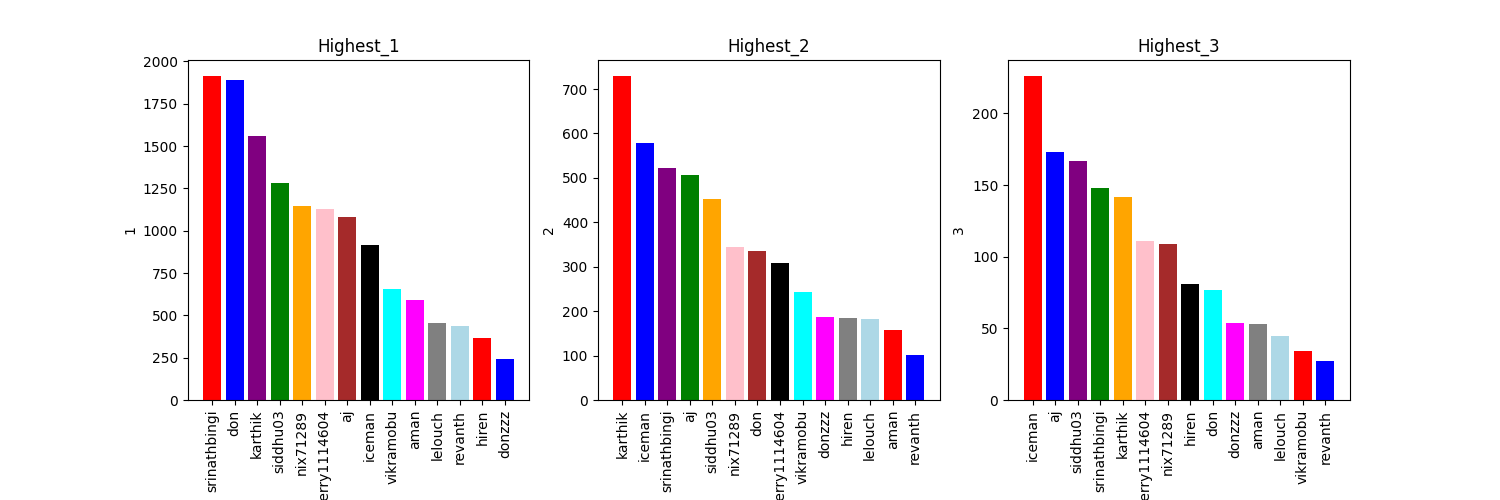 Highest_1
Highest_2
Highest_3
2000
1750
1500
1250
1000
750
500
250
0
1
srinathbingi
don
karthik
siddhu03
nix71289
erry1114604
aj
iceman
vikramobu
aman
lelouch
revanth
hiren
donzzz
700
600
500
400
300
200
100
0
2
karthik
iceman
srinathbingi
aj
siddhu03
nix71289
don
erry1114604
vikramobu
donzzz
hiren
lelouch
aman
revanth
200
150
100
50
0
3
iceman
aj
siddhu03
srinathbingi
karthik
erry1114604
nix71289
hiren
don
donzzz
aman
lelouch
vikramobu
revanth